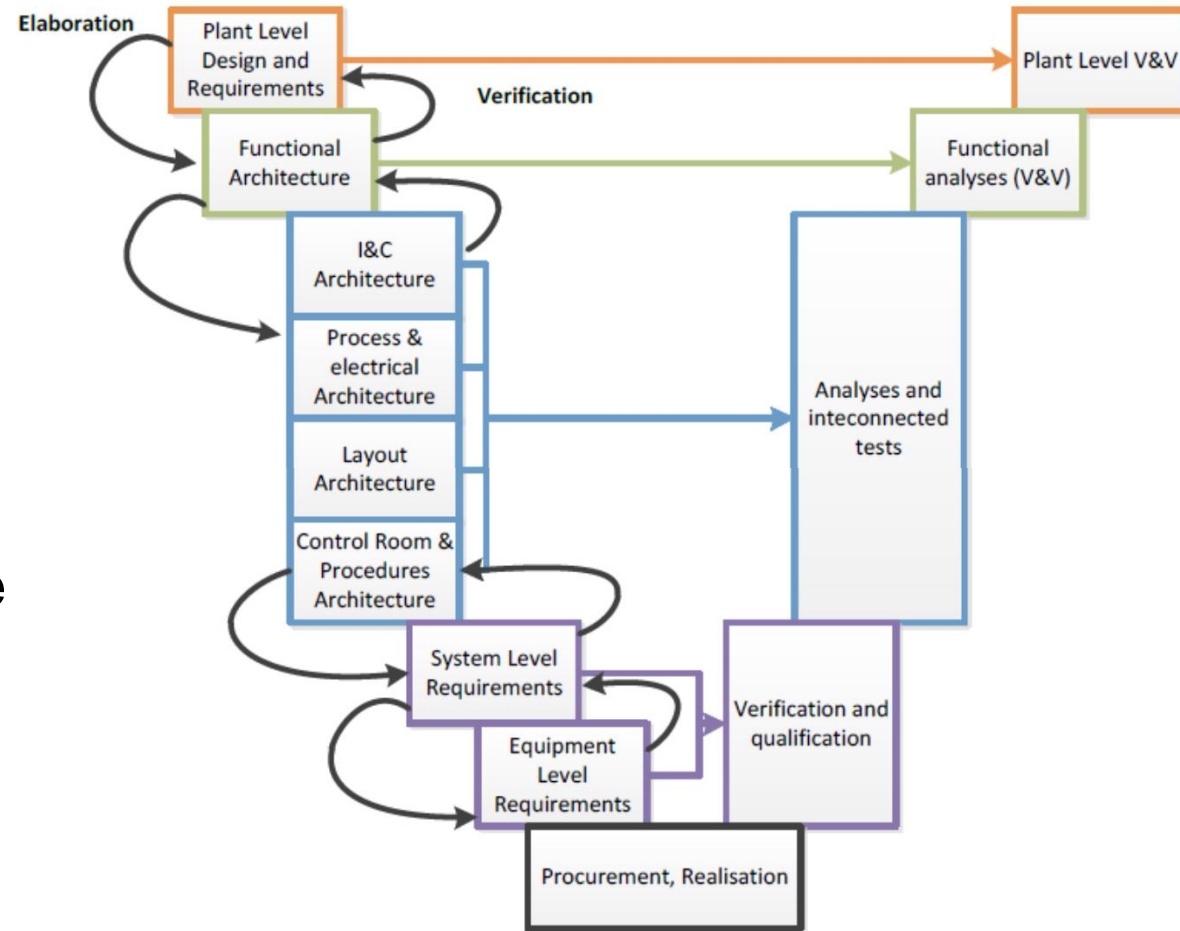 Elaboration
Plant Level
Design and
Requirements
Plant Level V&V
Verification
Functional
Architecture
Functional
analyses (V&V)
I&C
Architecture
Process &
electrical
Architecture
Layout
Architecture
Control Room &
Procedures
Architecture
Analyses and
inteconnected
tests
e
System Level
Requirements
Equipment
Level
Requirements
Verification and
qualification
Procurement, Realisation